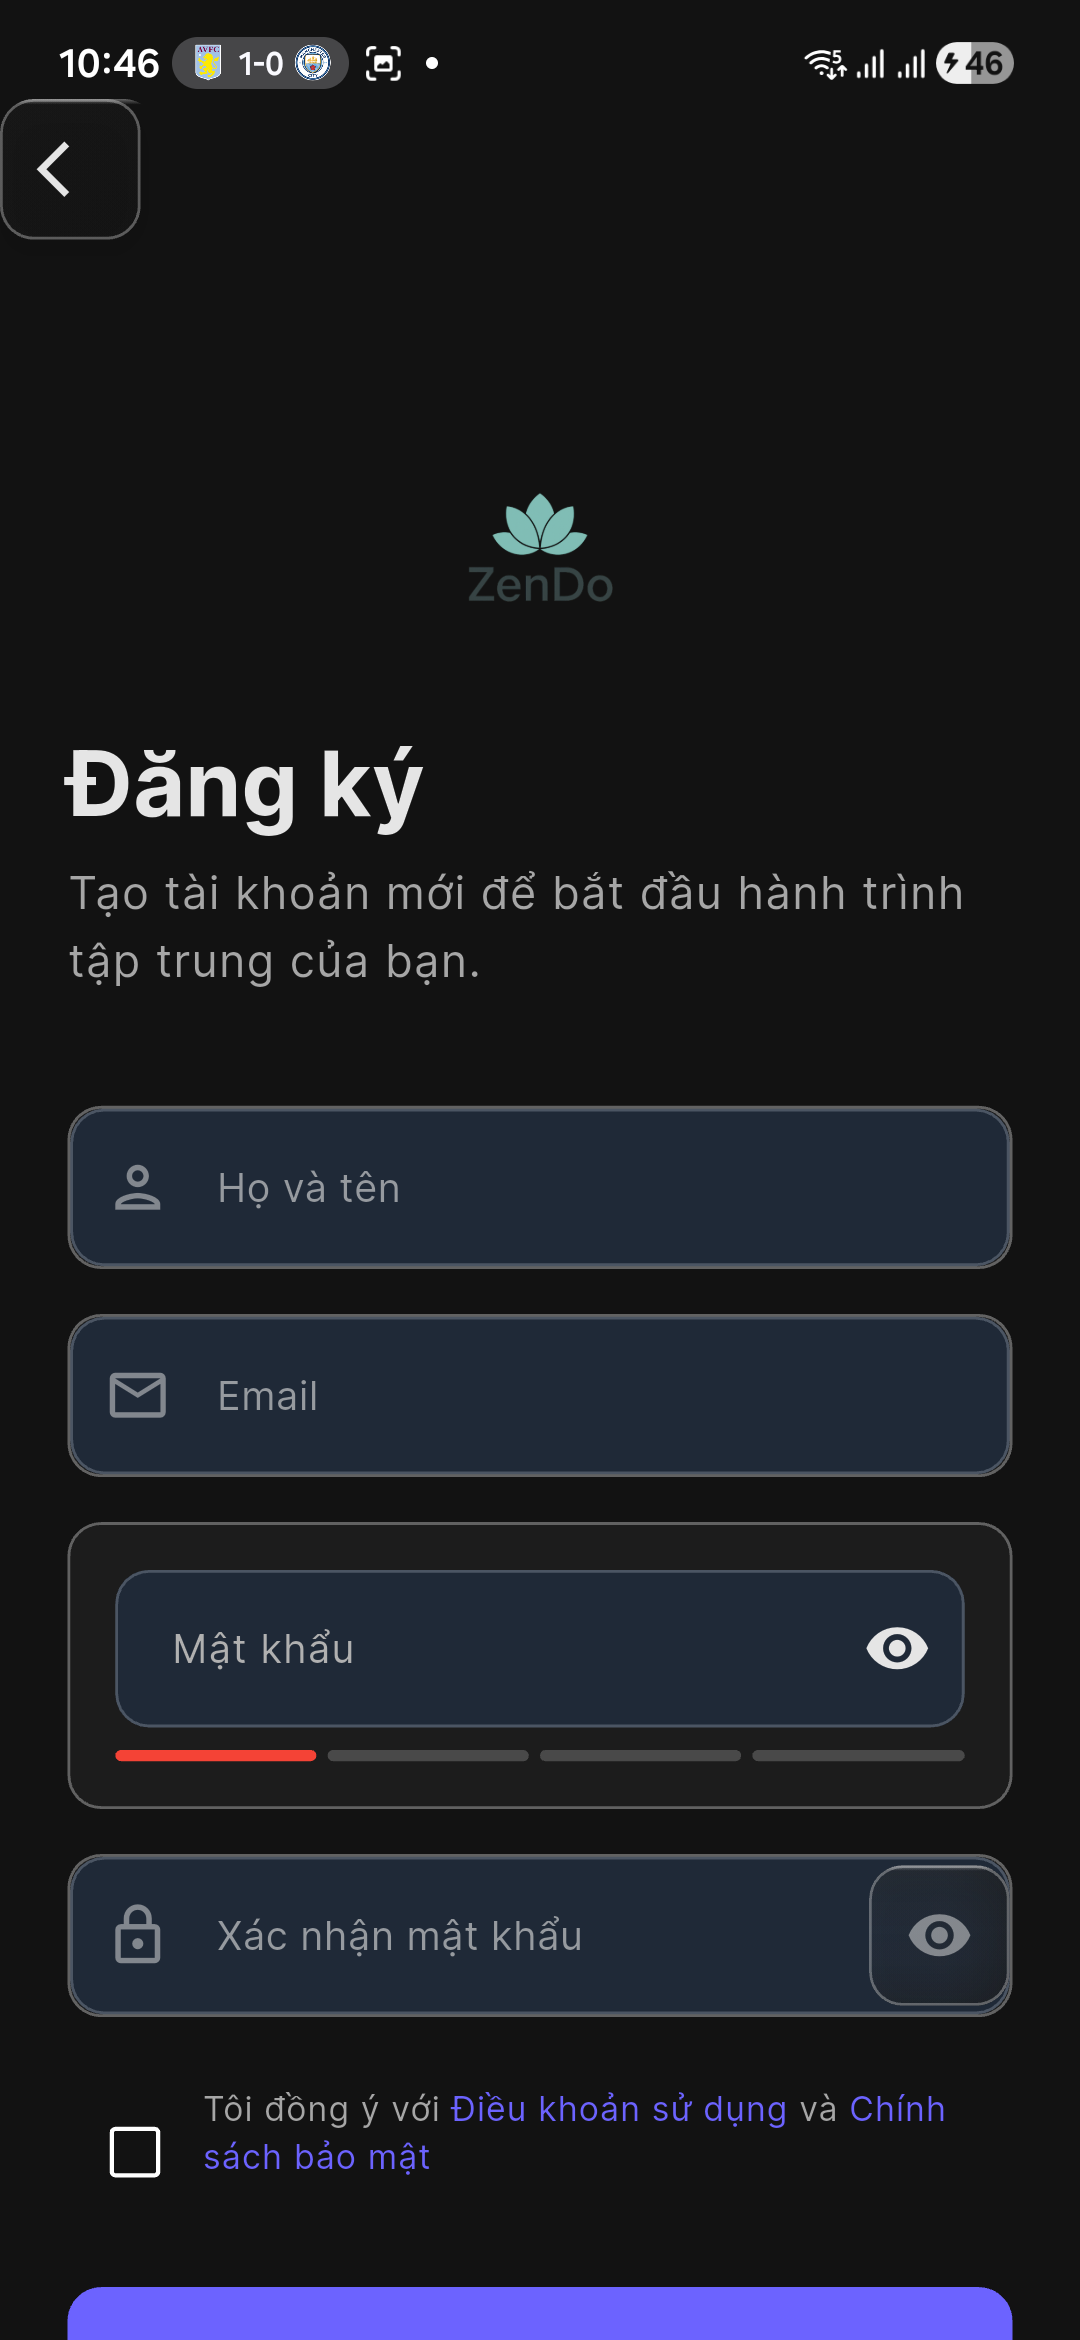 10:46 AVFC 1-0 5 46
ZenDo
Đăng ký
Tạo tài khoản mới để bắt đầu hành trình
tập trung của bạn.
Họ và tên
Email
Mật khẩu
Xác nhận mật khẩu
Tôi đồng ý với Điều khoản sử dụng và Chính
sách bảo mật